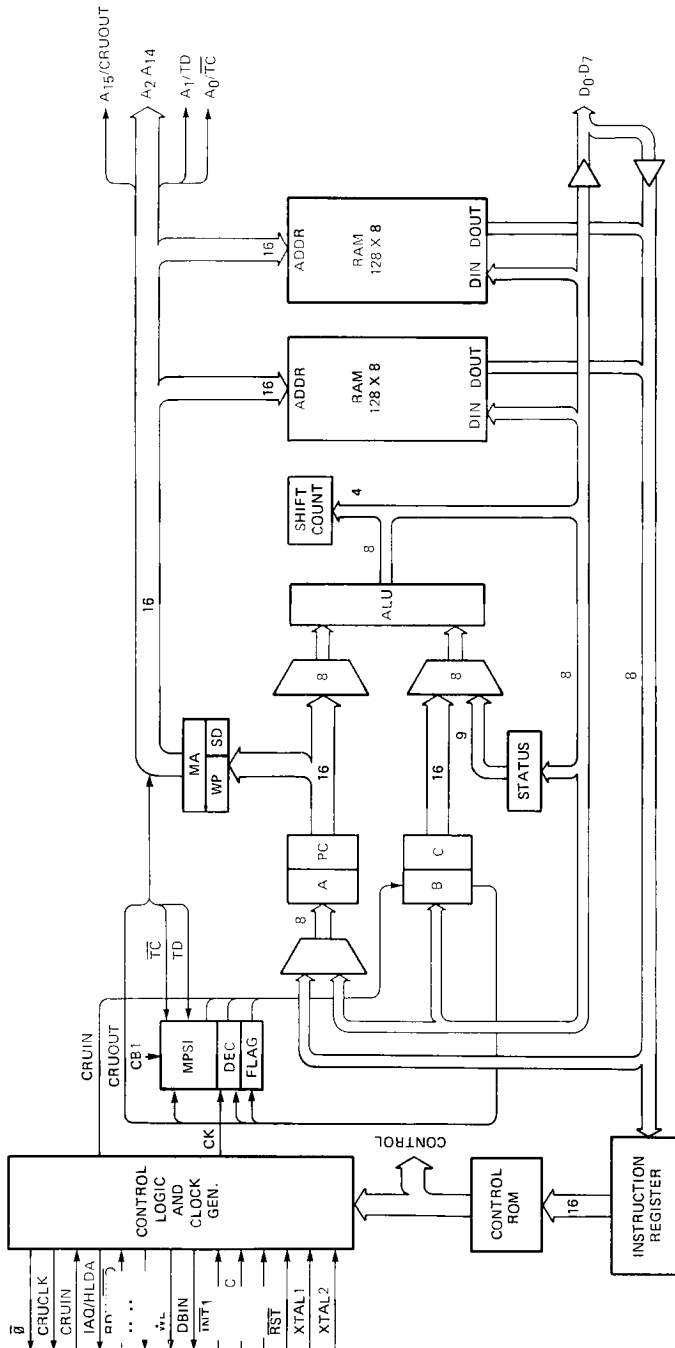 A15/CRUOUT
A2 A14
A1/TD
A0/TC
D0-D7
16
16
16
ADDR
RAM
128 X 8
DIN DOUT
ADDR
RAM
128 X 8
DIN DOUT
SHIFT
COUNT
4
8
ALU
8
8
8
8
MA
WP
SD
16
16
9
STATUS
A
PC
B
C
8
TC
TD
CRUIN
CRUOUT
CB1
MPSI
DEC
FLAG
CK
CONTROL
LOGIC
AND
CLOCK
GEN.
CONTROL
CONTROL
ROM
16
INSTRUCTION
REGISTER
Ø
CRUCLK
CRUIN
IAQ/HLDA
DBIN
INT1
C
RST
XTAL1
XTAL2